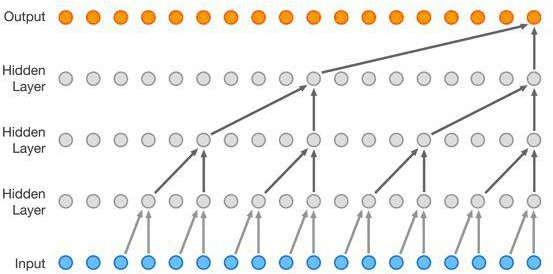 Output
Hidden
Layer
Hidden
Layer
Hidden
Layer
Input